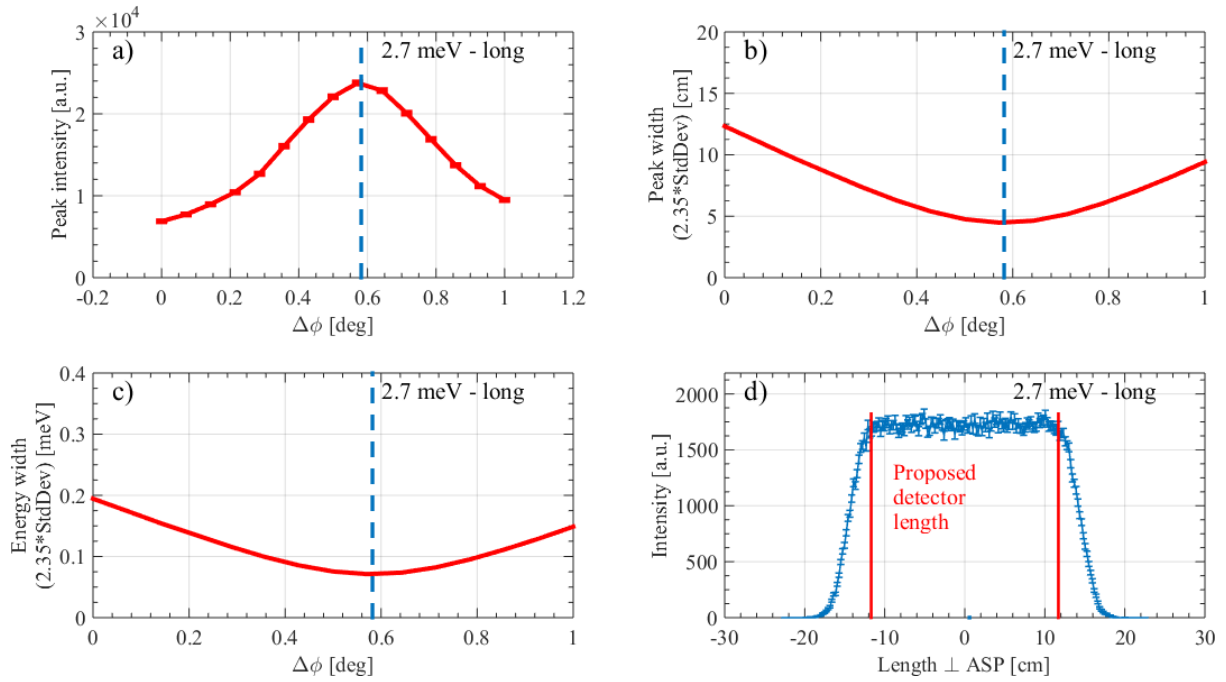 ×10⁴
3
2
1
0
-0.2
0
0.2
0.4
0.6
0.8
1
1.2
Peak intensity [a.u.]
Δϕ [deg]
a)
2.7 meV - long
20
15
10
5
0
0
0.2
0.4
0.6
0.8
1
Peak width
(2.35*StdDev) [cm]
Δϕ [deg]
b)
2.7 meV - long
0.4
0.3
0.2
0.1
0
0
0.2
0.4
0.6
0.8
1
Energy width
(2.35*StdDev) [meV]
Δϕ [deg]
c)
2.7 meV - long
2000
1500
1000
500
0
-30
-20
-10
0
10
20
30
Intensity [a.u.]
Length ⊥ ASP [cm]
d)
2.7 meV - long
Proposed
detector
length